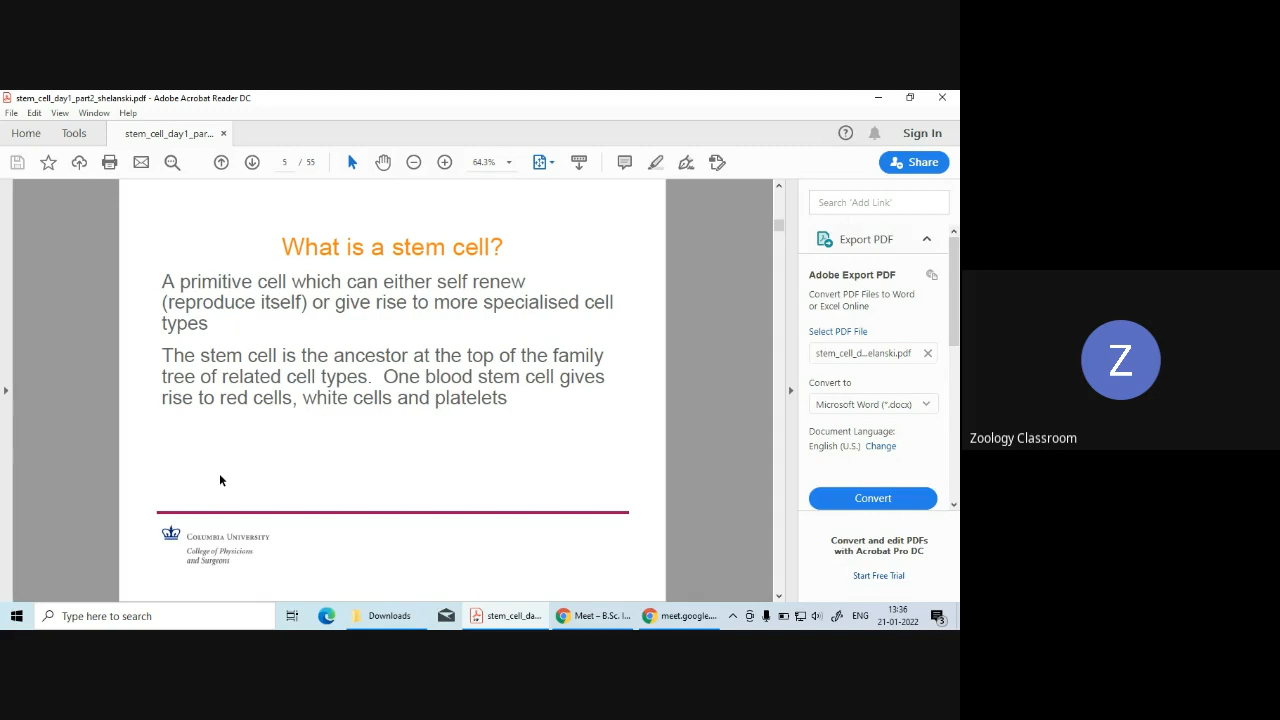 stem_cell_day1_part2_shelanski.pdf - Adobe Acrobat Reader DC
File Edit View Window Help
Home Tools stem_cell_day1_par... × Sign In
5 / 55 64.3% Share
What is a stem cell?
A primitive cell which can either self renew
(reproduce itself) or give rise to more specialised cell
types
The stem cell is the ancestor at the top of the family
tree of related cell types. One blood stem cell gives
rise to red cells, white cells and platelets
COLUMBIA UNIVERSITY
College of Physicians
and Surgeons
Search 'Add Link'
Export PDF
Adobe Export PDF
Convert PDF Files to Word
or Excel Online
Select PDF File
stem_cell_d...elanski.pdf
Convert to
Microsoft Word (*.docx)
Document Language:
English (U.S.) Change
Convert
Convert and edit PDFs
with Acrobat Pro DC
Start Free Trial
Z
Zoology Classroom
Type here to search Downloads stem_cell_da... Meet – B.Sc. I... meet.google.... ENG 13:36
21-01-2022
3